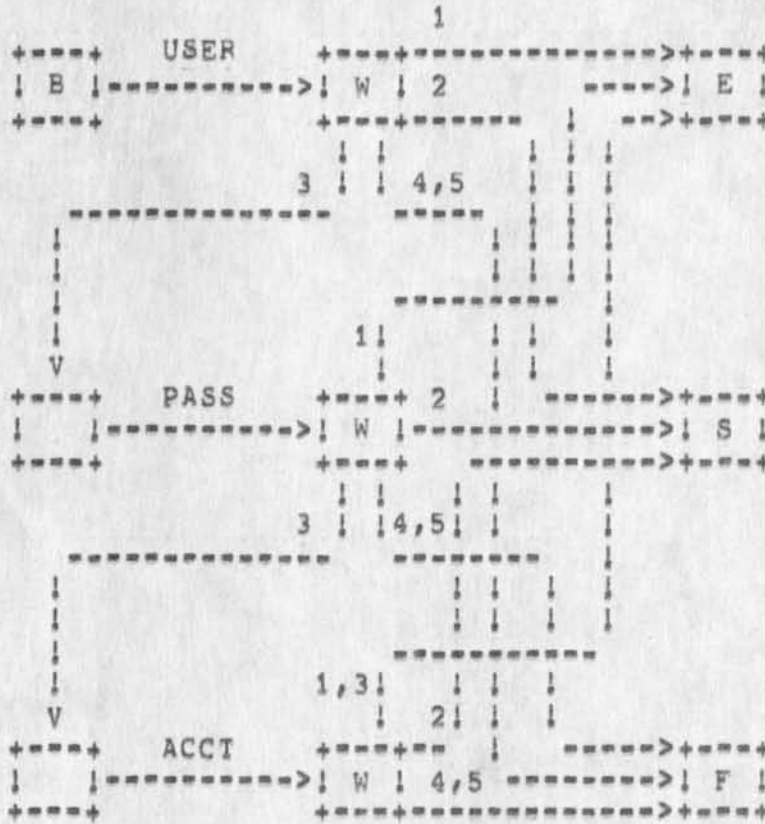 1
USER
B W 2 E
3 4,5
1
V
PASS 2
W S
3 4,5
1,3
V 2
ACCT
W 4,5 F